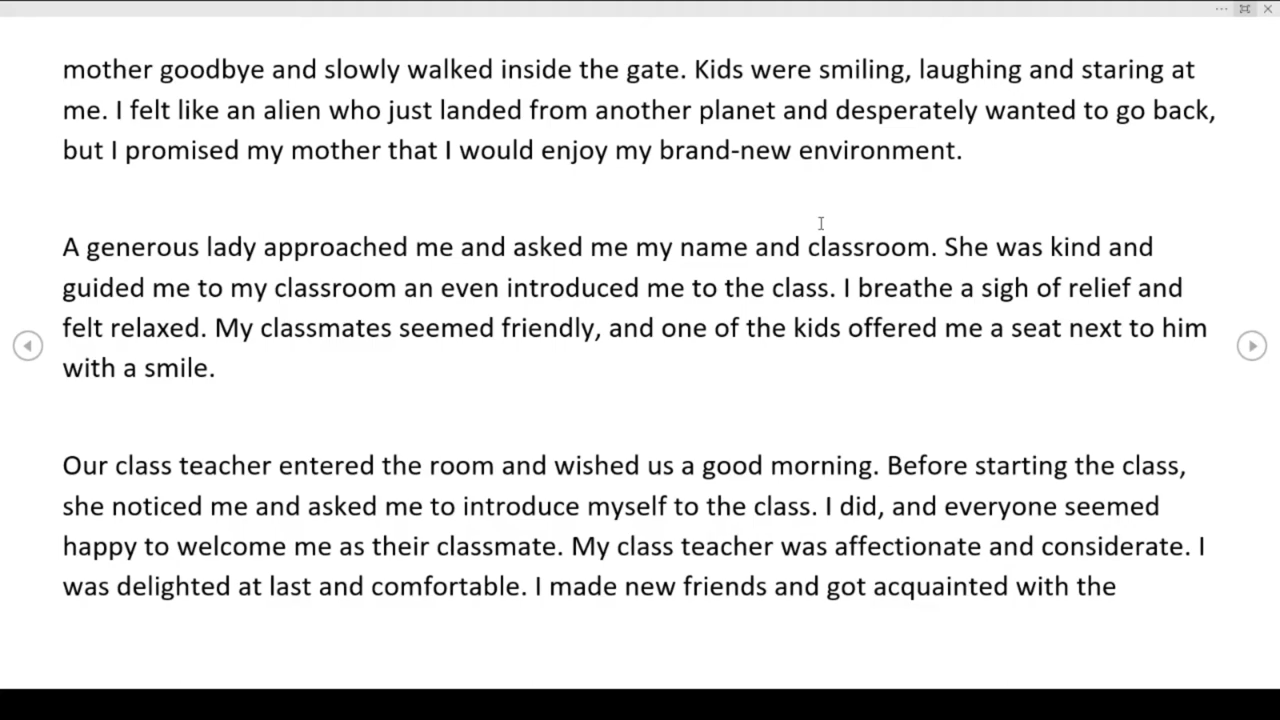 mother goodbye and slowly walked inside the gate. Kids were smiling, laughing and staring at
me. I felt like an alien who just landed from another planet and desperately wanted to go back,
but I promised my mother that I would enjoy my brand-new environment.
A generous lady approached me and asked me my name and classroom. She was kind and
guided me to my classroom an even introduced me to the class. I breathe a sigh of relief and
felt relaxed. My classmates seemed friendly, and one of the kids offered me a seat next to him
with a smile.
Our class teacher entered the room and wished us a good morning. Before starting the class,
she noticed me and asked me to introduce myself to the class. I did, and everyone seemed
happy to welcome me as their classmate. My class teacher was affectionate and considerate. I
was delighted at last and comfortable. I made new friends and got acquainted with the